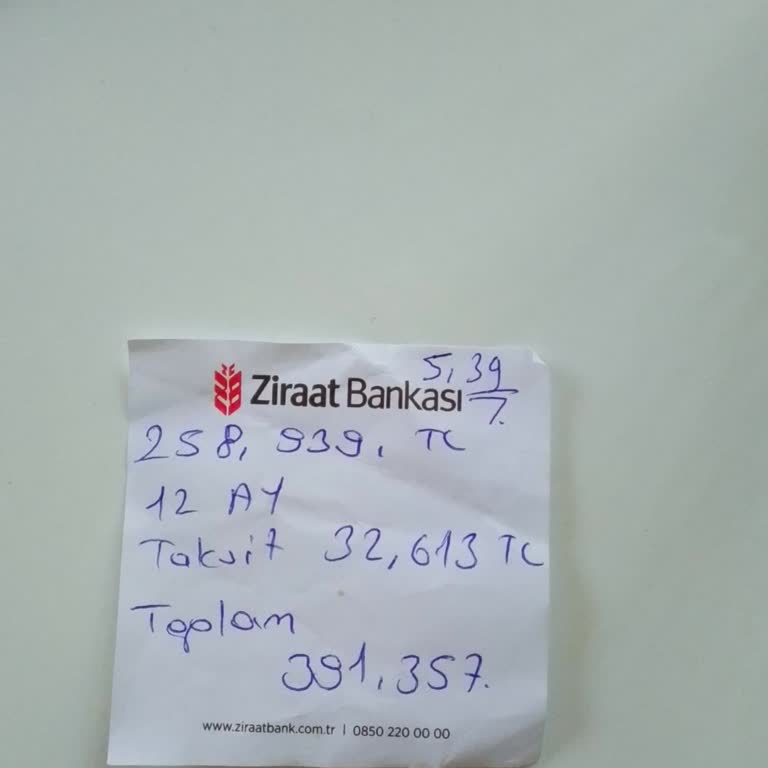 5,39
%
Ziraat Bankası
258,939. TL
12 AY
Taksit 32,613 TL
Toplam
391,357.
www.ziraatbank.com.tr | 0850 220 00 00